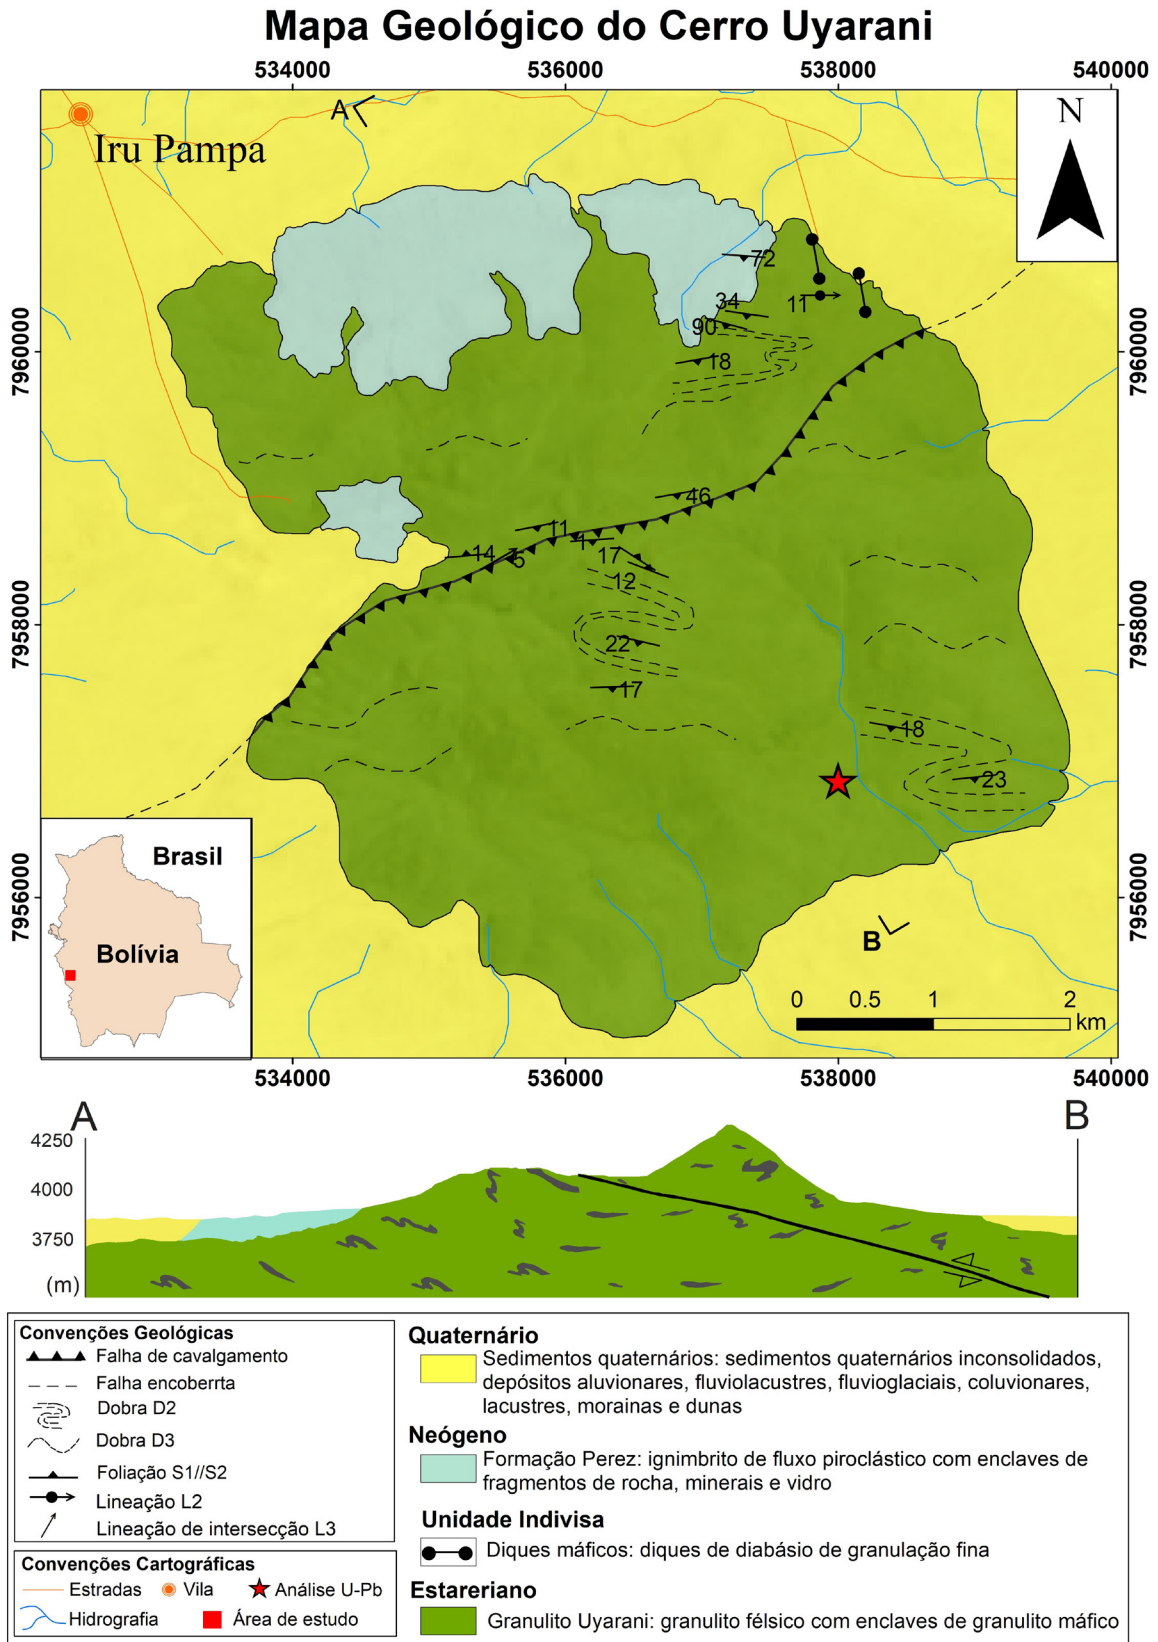 Mapa Geológico do Cerro Uyarani
534000 536000 538000 540000
A
N
Iru Pampa
72
34
11
90
18
7960000
7960000
46
11
1
14
5
17
12
7958000
7958000
22
17
18
23
Brasil
Bolívia
7956000
7956000
B
0 0.5 1 2
km
534000 536000 538000 540000
A B
4250
4000
3750
(m)
Convenções Geológicas
Falha de cavalgamento
Falha encoberrta
Dobra D2
Dobra D3
Foliação S1//S2
Lineação L2
Lineação de intersecção L3
Convenções Cartográficas
Estradas Vila Análise U-Pb
Hidrografia Área de estudo
Quaternário
Sedimentos quaternários: sedimentos quaternários inconsolidados,
depósitos aluvionares, fluviolacustres, fluvioglaciais, coluvionares,
lacustres, morainas e dunas
Neógeno
Formação Perez: ignimbrito de fluxo piroclástico com enclaves de
fragmentos de rocha, minerais e vidro
Unidade Indivisa
Diques máficos: diques de diabásio de granulação fina
Estareriano
Granulito Uyarani: granulito félsico com enclaves de granulito máfico